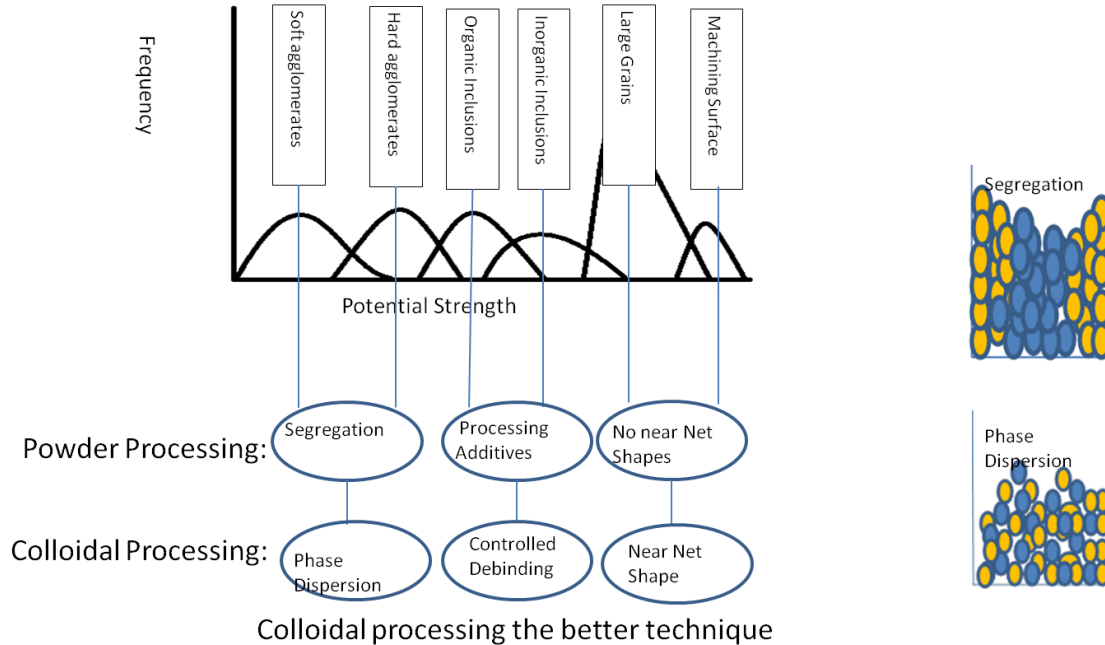 Frequency
Soft agglomerates
Hard agglomerates
Organic Inclusions
Inorganic Inclusions
Large Grains
Machining Surface
Potential Strength
Segregation
Powder Processing:
Segregation
Processing
Additives
No near Net
Shapes
Colloidal Processing:
Phase
Dispersion
Controlled
Debinding
Near Net
Shape
Phase
Dispersion
Colloidal processing the better technique